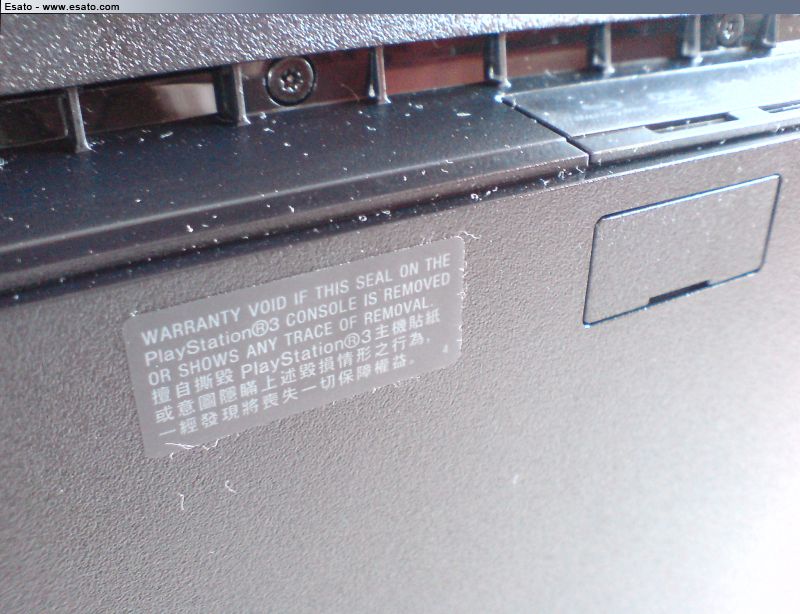 Esato - www.esato.com
WARRANTY VOID IF THIS SEAL ON THE
PlayStation®3 CONSOLE IS REMOVED
OR SHOWS ANY TRACE OF REMOVAL.
擅自撕毀 PlayStation®3主機貼紙
或意圖隱瞞上述毀損情形之行為,
一經發現將喪失一切保障權益。
4